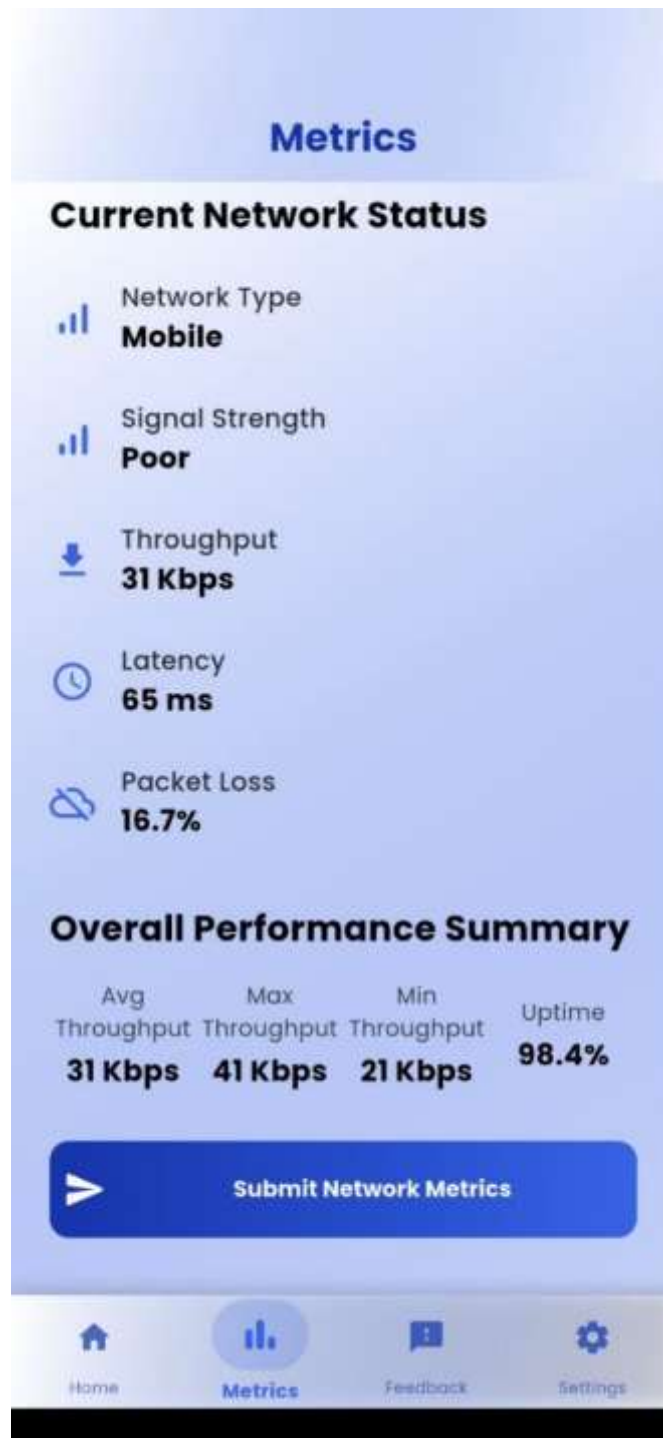 Metrics
Current Network Status
Network Type
Mobile
Signal Strength
Poor
Throughput
31 Kbps
Latency
65 ms
Packet Loss
16.7%
Overall Performance Summary
Avg Throughput
31 Kbps
Max Throughput
41 Kbps
Min Throughput
21 Kbps
Uptime
98.4%
Submit Network Metrics
Home
Metrics
Feedback
Settings